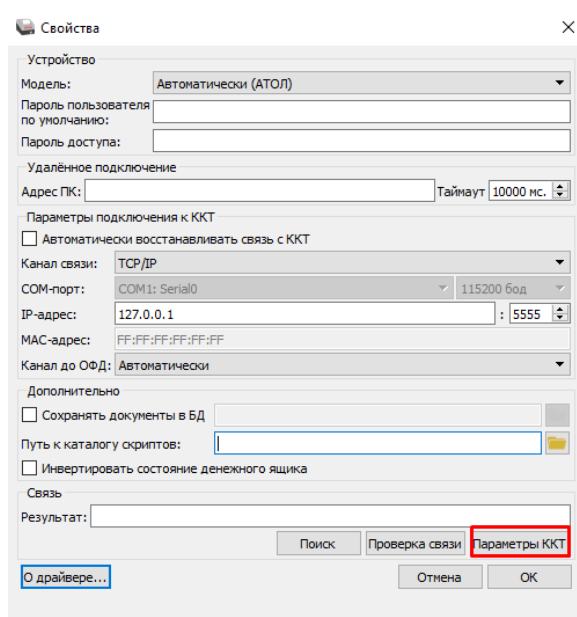 Свойства
Устройство
Модель: Автоматически (АТОЛ)
Пароль пользователя
по умолчанию:
Пароль доступа:
Удалённое подключение
Адрес ПК: Таймаут 10000 мс.
Параметры подключения к ККТ
Автоматически восстанавливать связь с ККТ
Канал связи: TCP/IP
COM-порт: COM1: Serial0 115200 бод
IP-адрес: 127.0.0.1 : 5555
MAC-адрес: FF:FF:FF:FF:FF:FF
Канал до ОФД: Автоматически
Дополнительно
Сохранять документы в БД
Путь к каталогу скриптов:
Инвертировать состояние денежного ящика
Связь
Результат:
Поиск Проверка связи Параметры ККТ
О драйвере... Отмена ОК